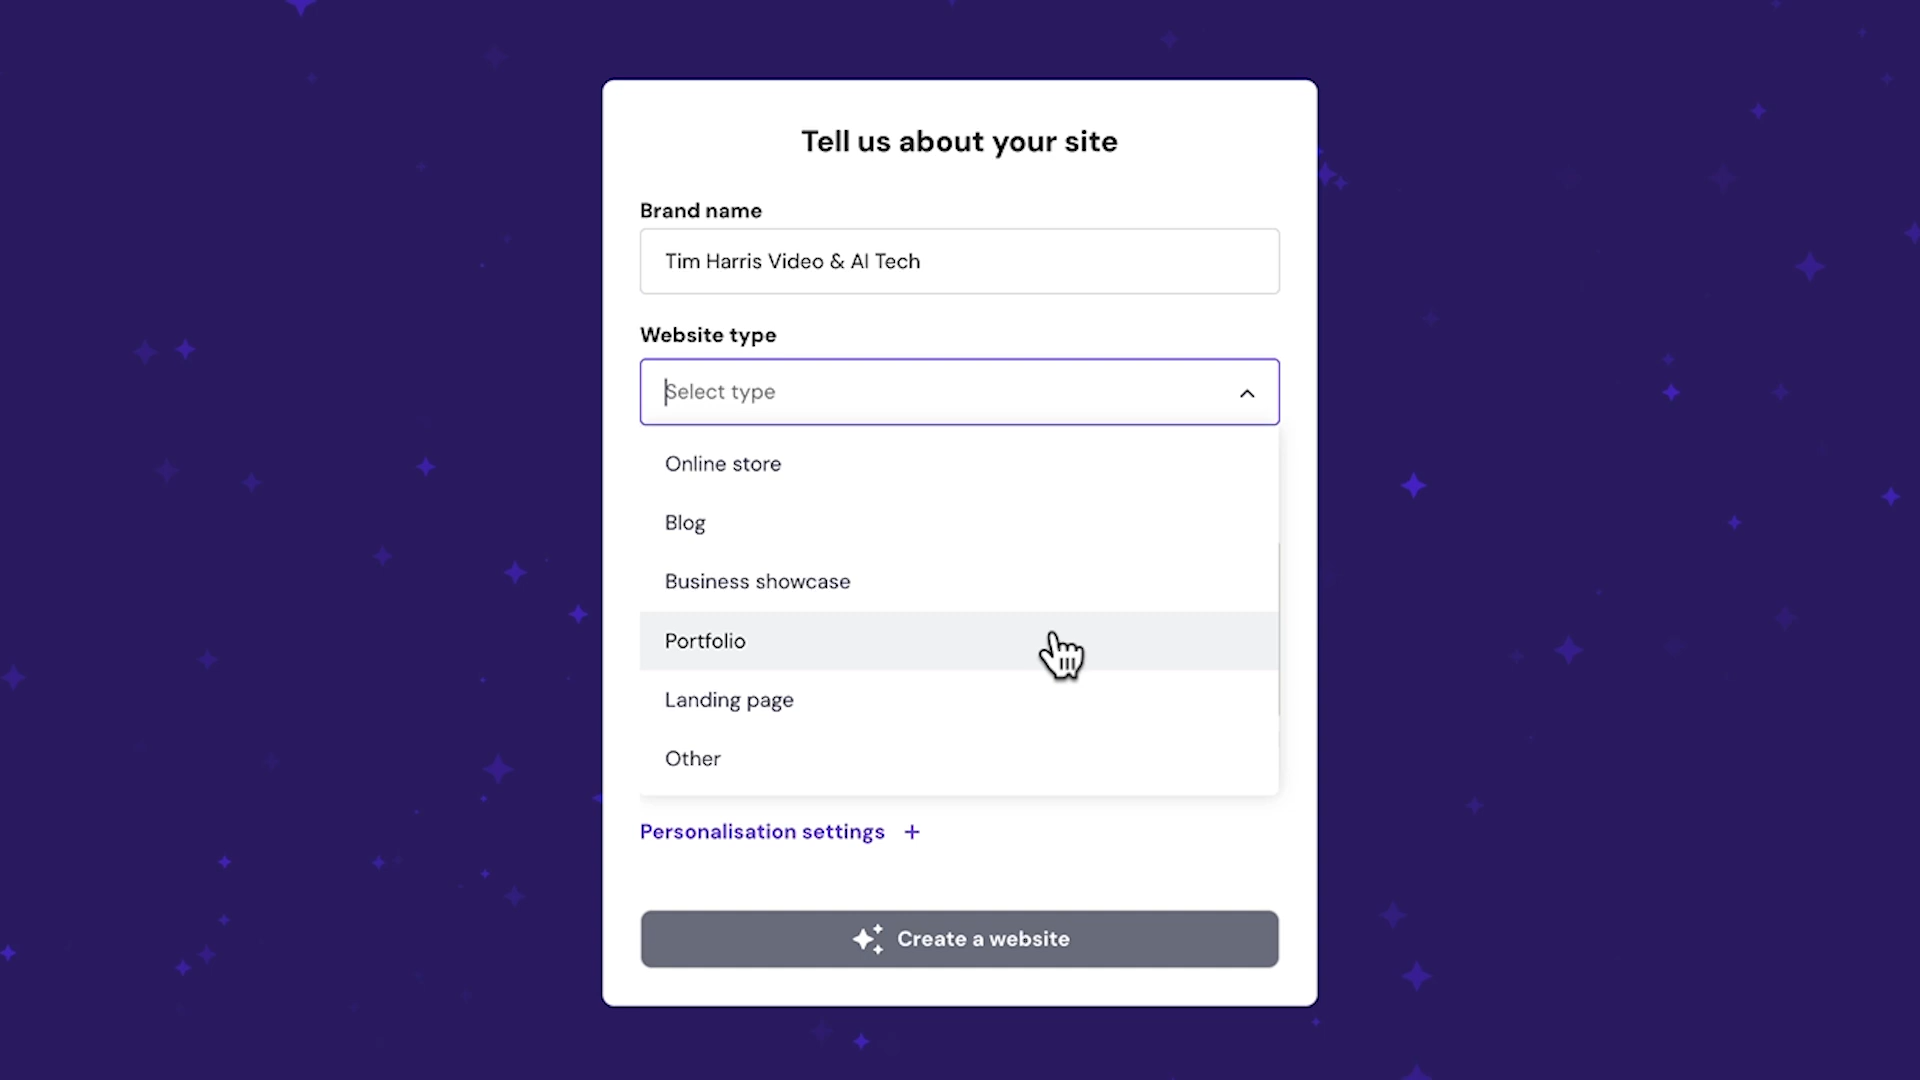 Tell us about your site
Brand name
Tim Harris Video & AI Tech
Website type
Select type
Online store
Blog
Business showcase
Portfolio
Landing page
Other
Personalisation settings +
Create a website